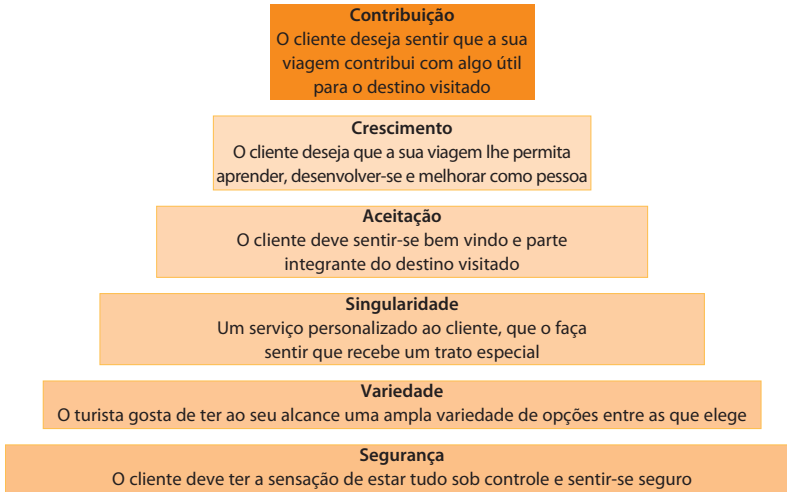 Contribuição
O cliente deseja sentir que a sua
viagem contribui com algo útil
para o destino visitado
Crescimento
O cliente deseja que a sua viagem lhe permita
aprender, desenvolver-se e melhorar como pessoa
Aceitação
O cliente deve sentir-se bem vindo e parte
integrante do destino visitado
Singularidade
Um serviço personalizado ao cliente, que o faça
sentir que recebe um trato especial
Variedade
O turista gosta de ter ao seu alcance uma ampla variedade de opções entre as que elege
Segurança
O cliente deve ter a sensação de estar tudo sob controle e sentir-se seguro